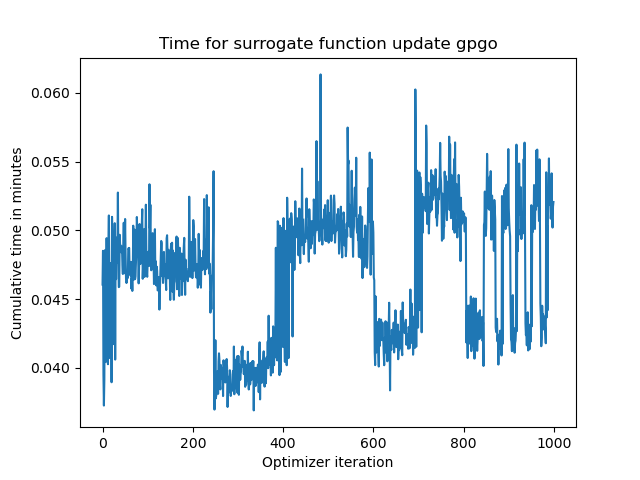 Time for surrogate function update gpgo
0.060
0.055
0.050
0.045
0.040
Cumulative time in minutes
0 200 400 600 800 1000
Optimizer iteration